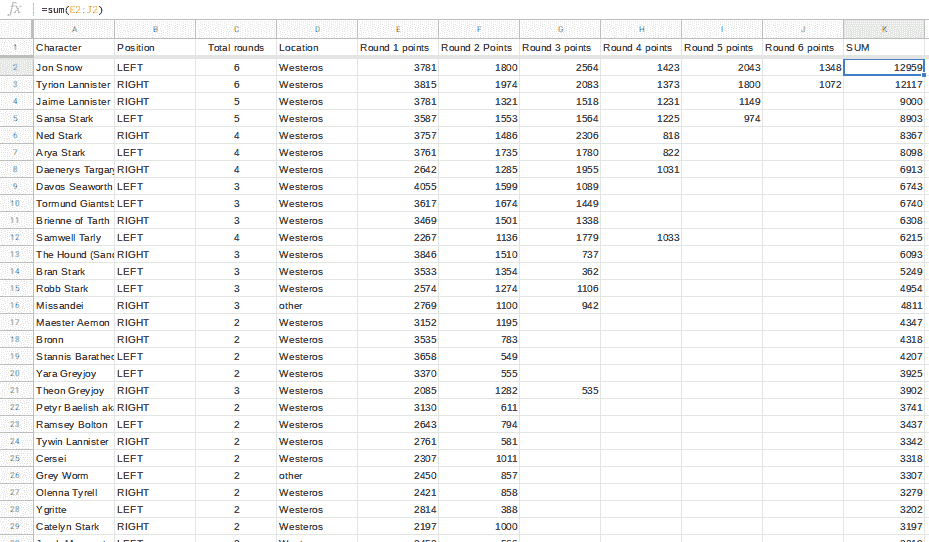 fx =sum(E2:J2)
A B C D E F G H I J K
1 Character Position Total rounds Location Round 1 points Round 2 Points Round 3 points Round 4 points Round 5 points Round 6 points SUM
2 Jon Snow LEFT 6 Westeros 3781 1800 2564 1423 2043 1348 12959
3 Tyrion Lannister RIGHT 6 Westeros 3815 1974 2083 1373 1800 1072 12117
4 Jaime Lannister RIGHT 5 Westeros 3781 1321 1518 1231 1149 9000
5 Sansa Stark LEFT 5 Westeros 3587 1553 1564 1225 974 8903
6 Ned Stark RIGHT 4 Westeros 3757 1486 2306 818 8367
7 Arya Stark LEFT 4 Westeros 3761 1735 1780 822 8098
8 Daenerys Targar RIGHT 4 Westeros 2642 1285 1955 1031 6913
9 Davos Seaworth LEFT 3 Westeros 4055 1599 1089 6743
10 Tormund Giantsb LEFT 3 Westeros 3617 1674 1449 6740
11 Brienne of Tarth RIGHT 3 Westeros 3469 1501 1338 6308
12 Samwell Tarly LEFT 4 Westeros 2267 1136 1779 1033 6215
13 The Hound (San RIGHT 3 Westeros 3846 1510 737 6093
14 Bran Stark LEFT 3 Westeros 3533 1354 362 5249
15 Robb Stark LEFT 3 Westeros 2574 1274 1106 4954
16 Missandei RIGHT 3 other 2769 1100 942 4811
17 Maester Aemon RIGHT 2 Westeros 3152 1195 4347
18 Bronn RIGHT 2 Westeros 3535 783 4318
19 Stannis Barathe LEFT 2 Westeros 3658 549 4207
20 Yara Greyjoy LEFT 2 Westeros 3370 555 3925
21 Theon Greyjoy RIGHT 3 Westeros 2085 1282 535 3902
22 Petyr Baelish ak RIGHT 2 Westeros 3130 611 3741
23 Ramsey Bolton LEFT 2 Westeros 2643 794 3437
24 Tywin Lannister RIGHT 2 Westeros 2761 581 3342
25 Cersei LEFT 2 Westeros 2307 1011 3318
26 Grey Worm LEFT 2 other 2450 857 3307
27 Olenna Tyrell RIGHT 2 Westeros 2421 858 3279
28 Ygritte LEFT 2 Westeros 2814 388 3202
29 Catelyn Stark RIGHT 2 Westeros 2197 1000 3197